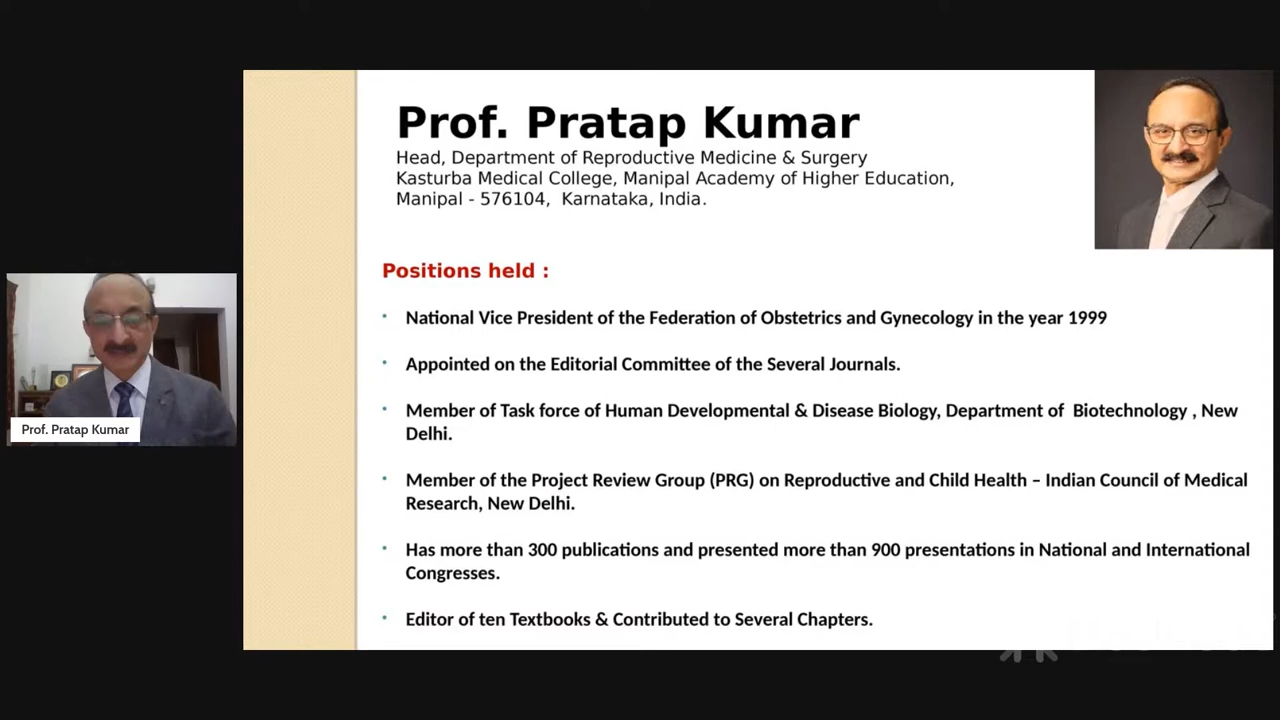 Prof. Pratap Kumar
Head, Department of Reproductive Medicine & Surgery
Kasturba Medical College, Manipal Academy of Higher Education,
Manipal - 576104,  Karnataka, India.
Positions held :
• National Vice President of the Federation of Obstetrics and Gynecology in the year 1999
• Appointed on the Editorial Committee of the Several Journals.
• Member of Task force of Human Developmental & Disease Biology, Department of  Biotechnology , New
Delhi.
• Member of the Project Review Group (PRG) on Reproductive and Child Health – Indian Council of Medical
Research, New Delhi.
• Has more than 300 publications and presented more than 900 presentations in National and International
Congresses.
• Editor of ten Textbooks & Contributed to Several Chapters.
Prof. Pratap Kumar